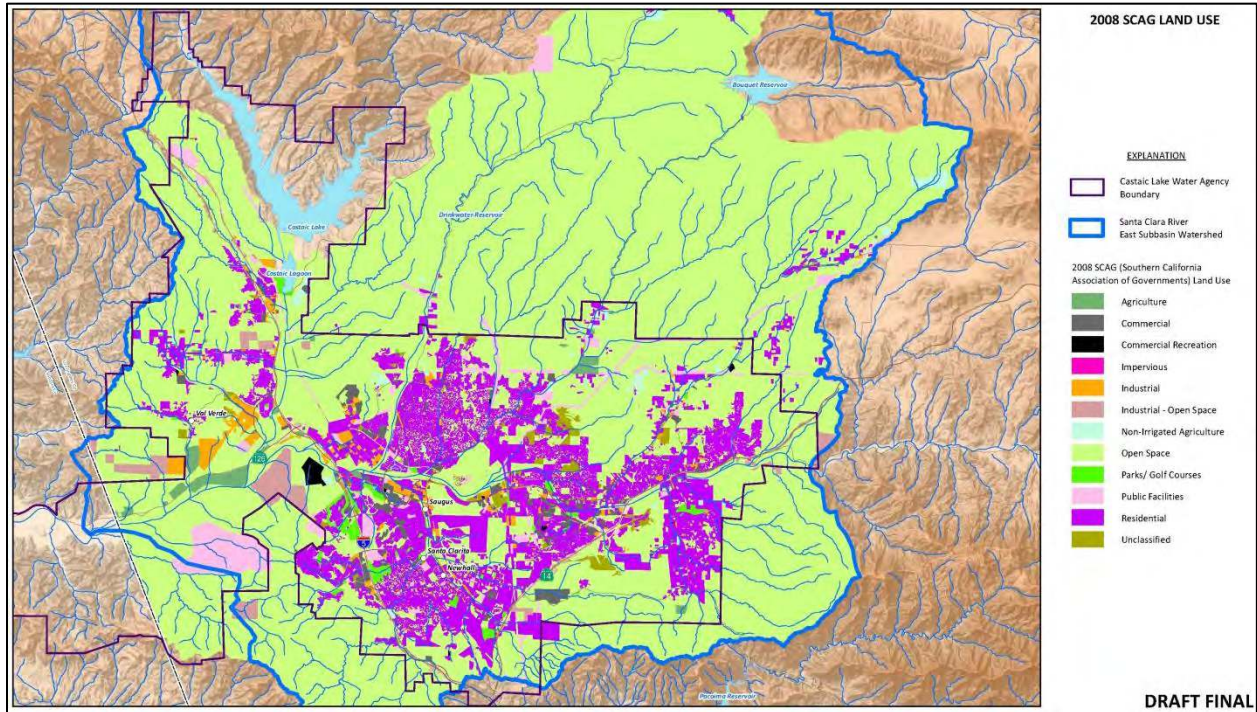 2008 SCAG LAND USE
EXPLANATION
Castaic Lake Water Agency
Boundary
Santa Clara River
East Subbasin Watershed
2008 SCAG (Southern California
Association of Governments) Land Use
Agriculture
Commercial
Commercial Recreation
Impervious
Industrial
Industrial - Open Space
Non-Irrigated Agriculture
Open Space
Parks/ Golf Courses
Public Facilities
Residential
Unclassified
DRAFT FINAL
Bouquet Reservoir
Drinkwater Reservoir
Castaic Lake
Castaic Lagoon
Val Verde
126
Saugus
5
Santa Clarita
Newhall
14
Pacoima Reservoir